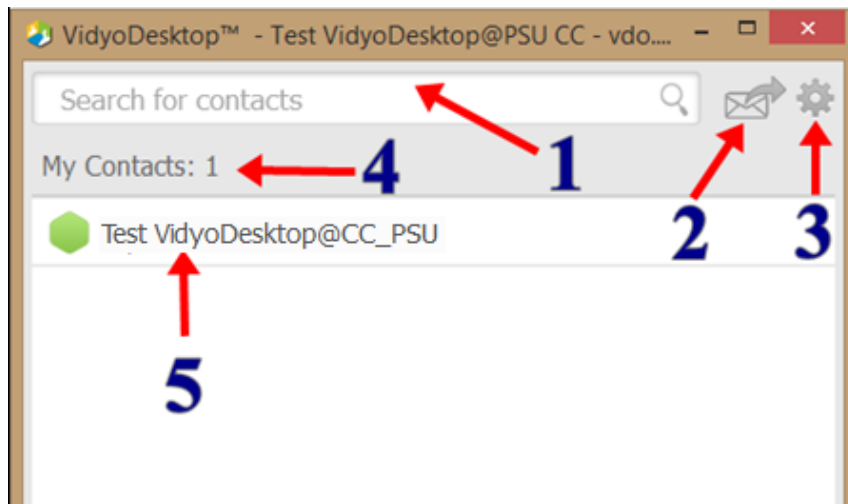 VidyoDesktop™ - Test VidyoDesktop@PSU CC - vdo....
Search for contacts
1
2
3
My Contacts: 1
4
Test VidyoDesktop@CC_PSU
5